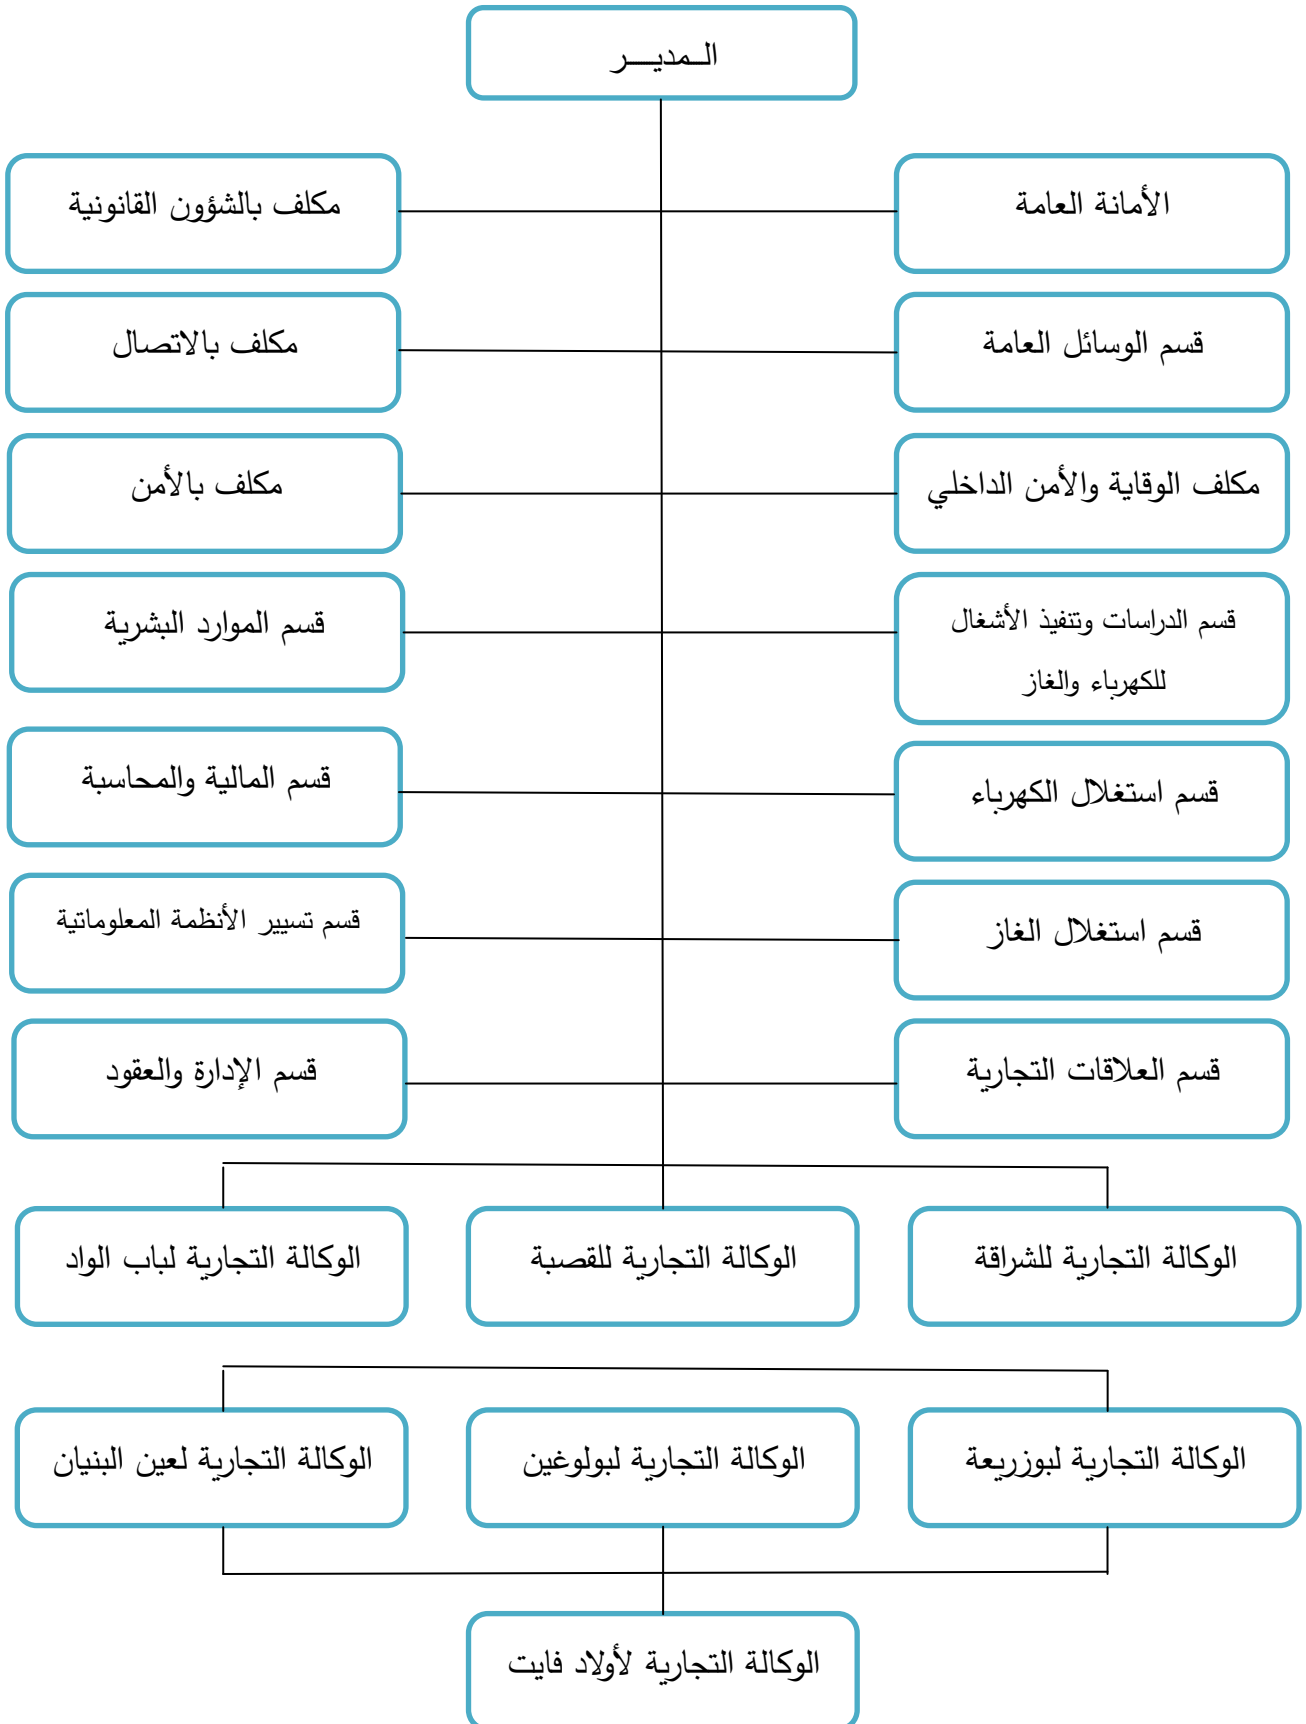 الــمديـــر
الأمانة العامة
مكلف بالشؤون القانونية
قسم الوسائل العامة
مكلف بالاتصال
مكلف الوقاية والأمن الداخلي
مكلف بالأمن
قسم الدراسات وتنفيذ الأشغال
للكهرباء والغاز
قسم الموارد البشرية
قسم استغلال الكهرباء
قسم المالية والمحاسبة
قسم استغلال الغاز
قسم تسيير الأنظمة المعلوماتية
قسم العلاقات التجارية
قسم الإدارة والعقود
الوكالة التجارية للشراقة
الوكالة التجارية للقصبة
الوكالة التجارية لباب الواد
الوكالة التجارية لبوزريعة
الوكالة التجارية لبولوغين
الوكالة التجارية لعين البنيان
الوكالة التجارية لأولاد فايت